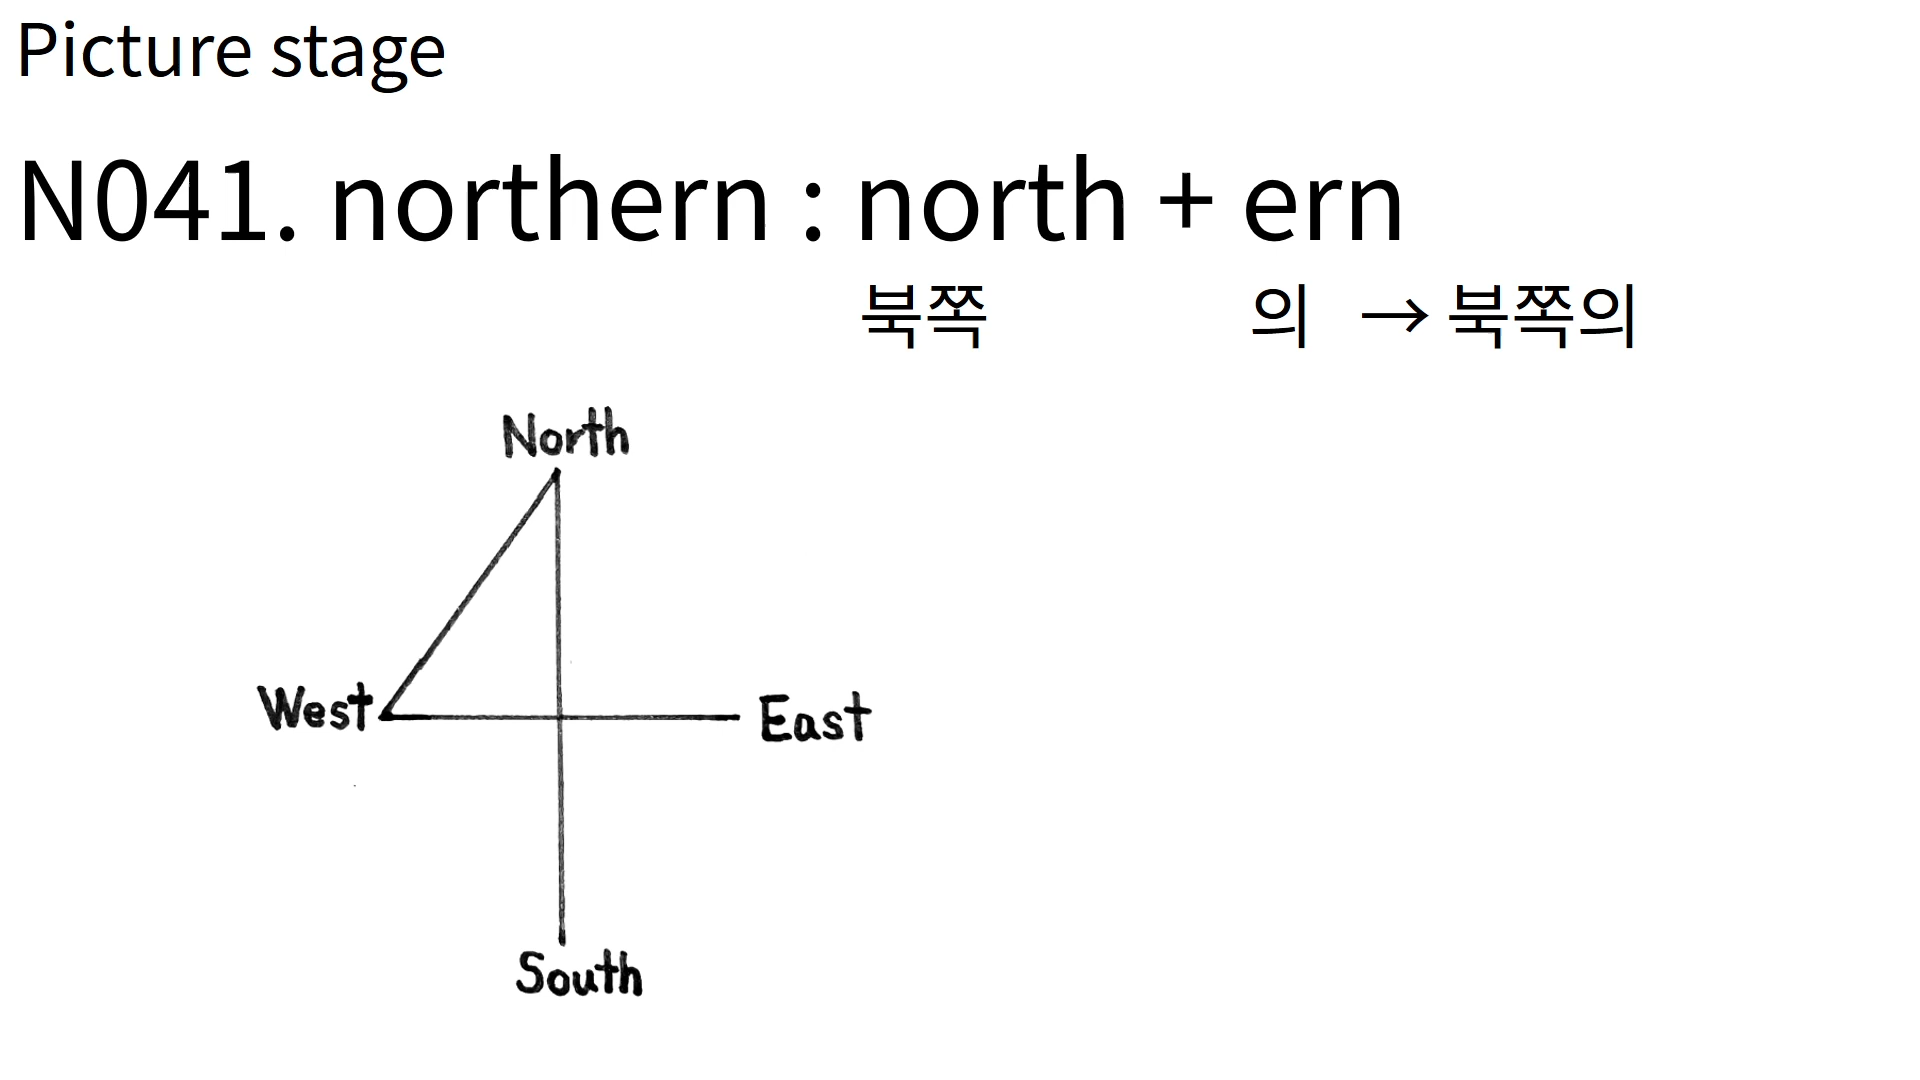 Picture stage
N041. northern : north + ern
북쪽 의 → 북쪽의
North
West East
South